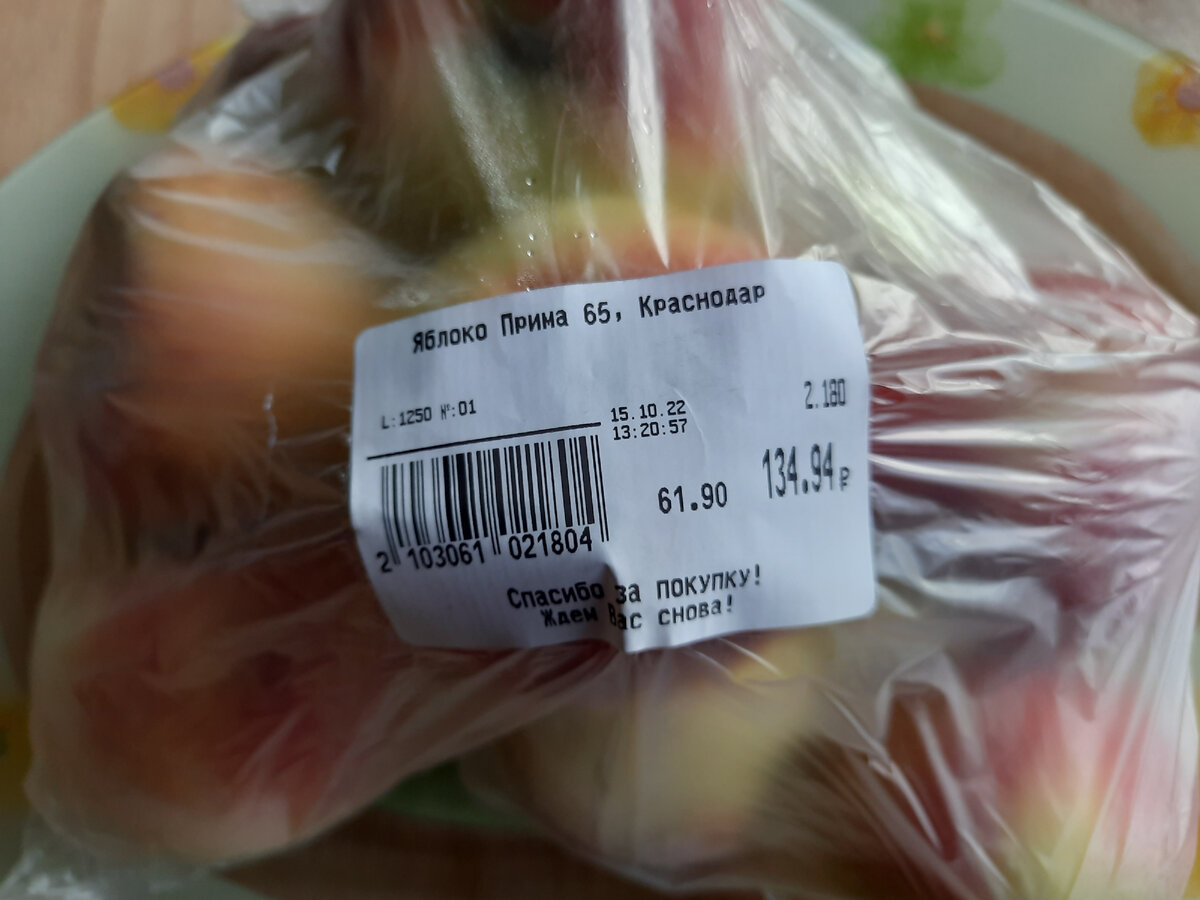 Яблоко Прима 65, Краснодар
L:1250 №:01
15.10.22
13:20:57
2.180
61.90
134.94₽
2 103061 021804
Спасибо за покупку!
Ждем Вас снова!